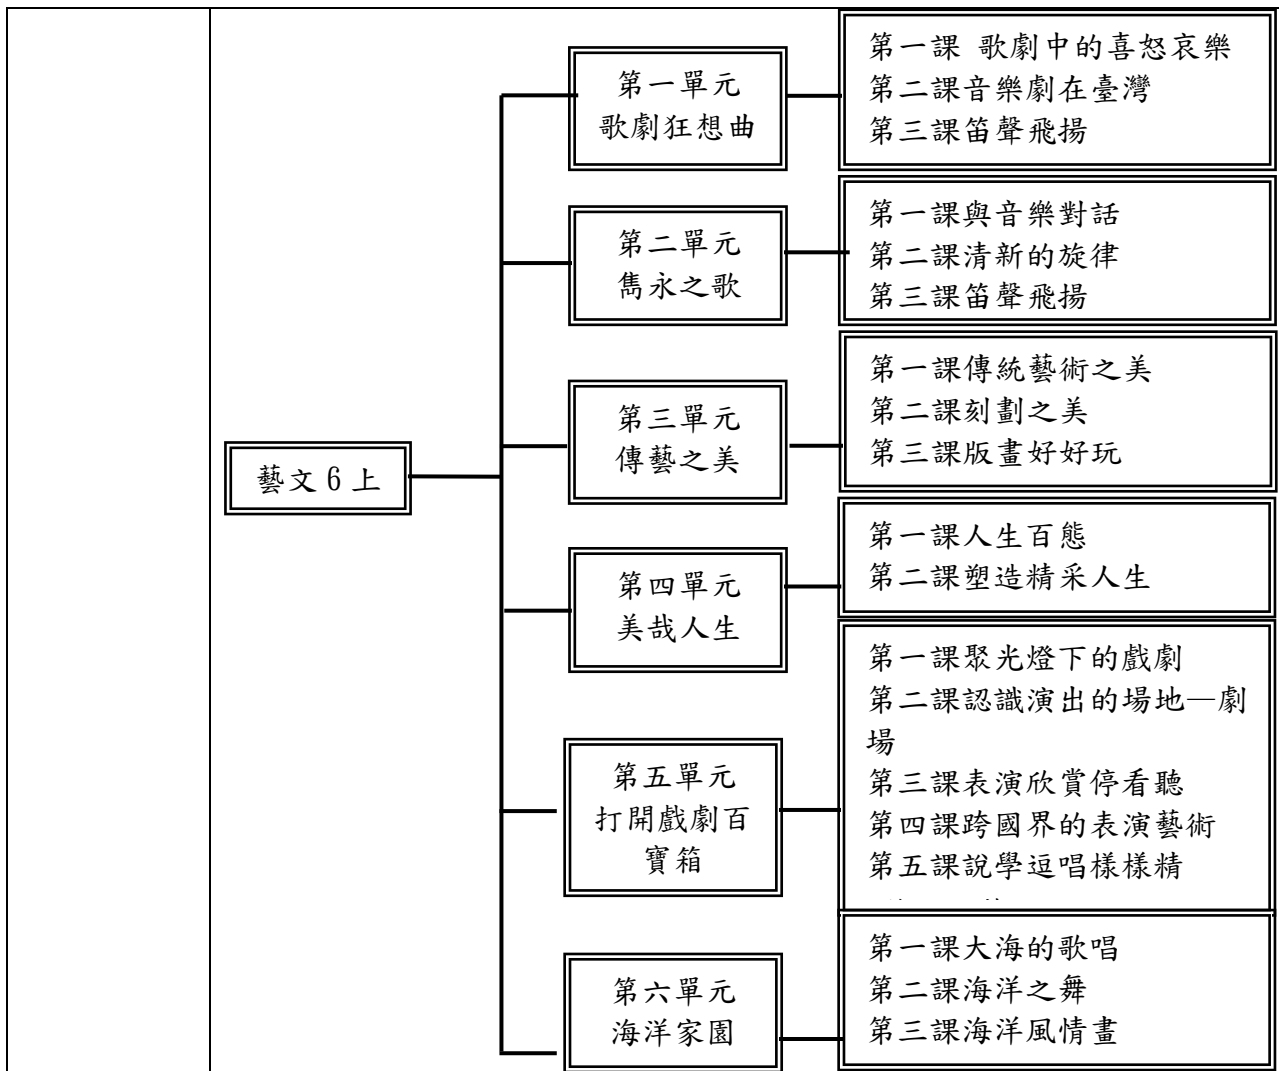 藝文 6 上
第一單元
歌劇狂想曲
第一課 歌劇中的喜怒哀樂
第二課音樂劇在臺灣
第三課笛聲飛揚
第二單元
雋永之歌
第一課與音樂對話
第二課清新的旋律
第三課笛聲飛揚
第三單元
傳藝之美
第一課傳統藝術之美
第二課刻劃之美
第三課版畫好好玩
第四單元
美哉人生
第一課人生百態
第二課塑造精采人生
第五單元
打開戲劇百
寶箱
第一課聚光燈下的戲劇
第二課認識演出的場地—劇
場
第三課表演欣賞停看聽
第四課跨國界的表演藝術
第五課說學逗唱樣樣精
第六單元
海洋家園
第一課大海的歌唱
第二課海洋之舞
第三課海洋風情畫